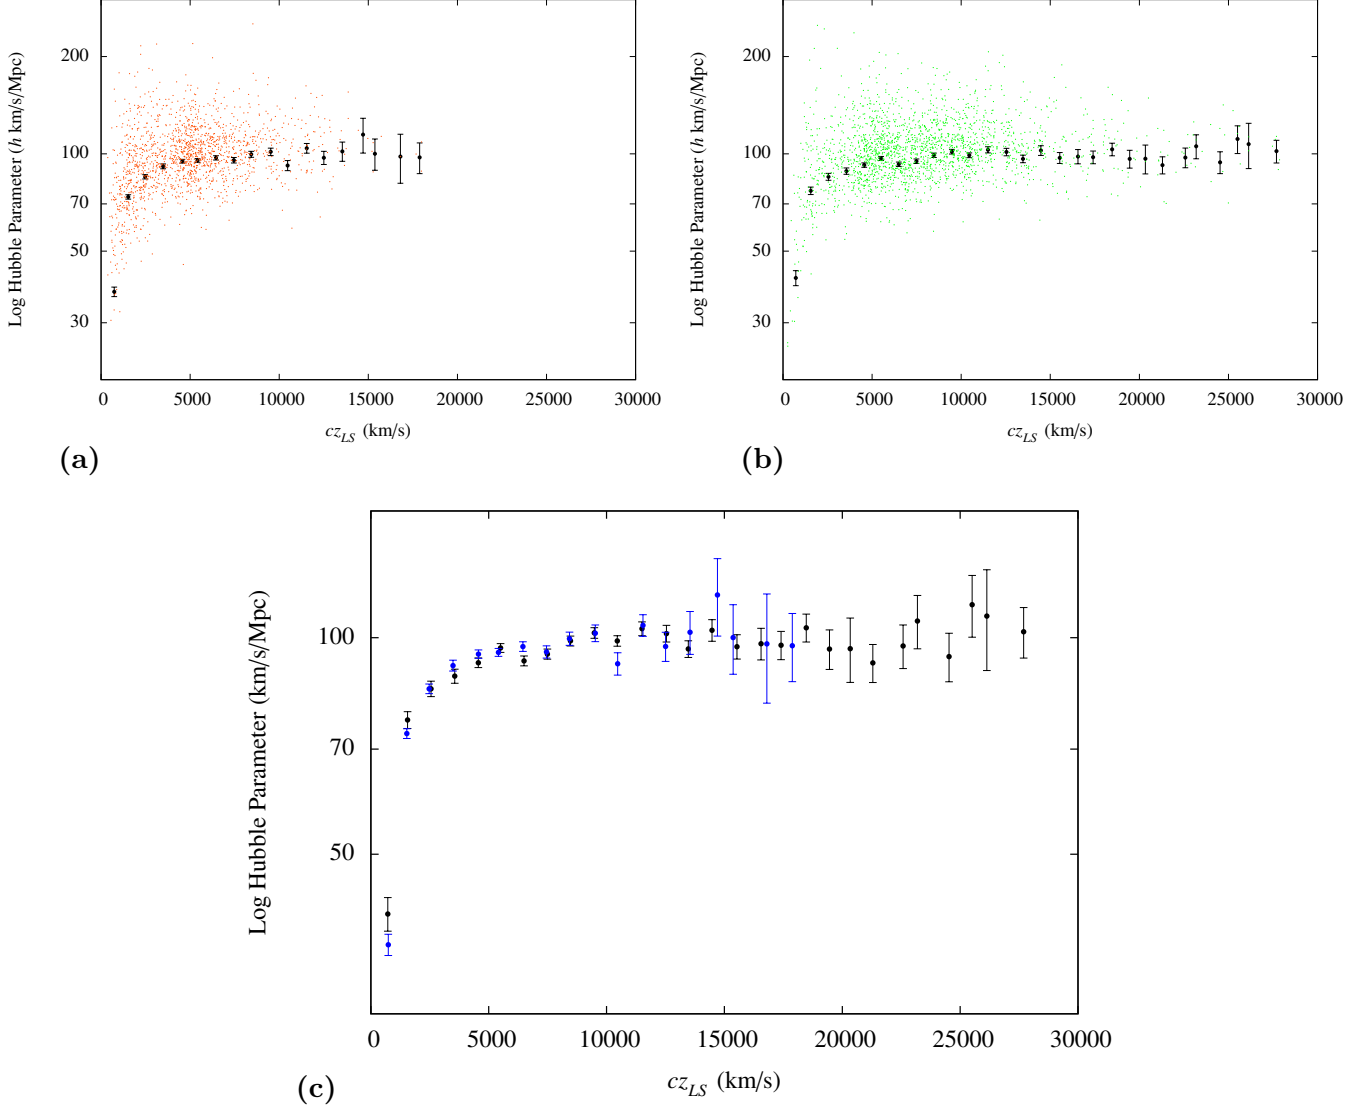 200
100
70
50
30
Log Hubble Parameter (h km/s/Mpc)
0 5000 10000 15000 20000 25000 30000
cz_LS (km/s)
(a)
200
100
70
50
30
Log Hubble Parameter (h km/s/Mpc)
0 5000 10000 15000 20000 25000 30000
cz_LS (km/s)
(b)
100
70
50
Log Hubble Parameter (km/s/Mpc)
0 5000 10000 15000 20000 25000 30000
cz_LS (km/s)
(c)